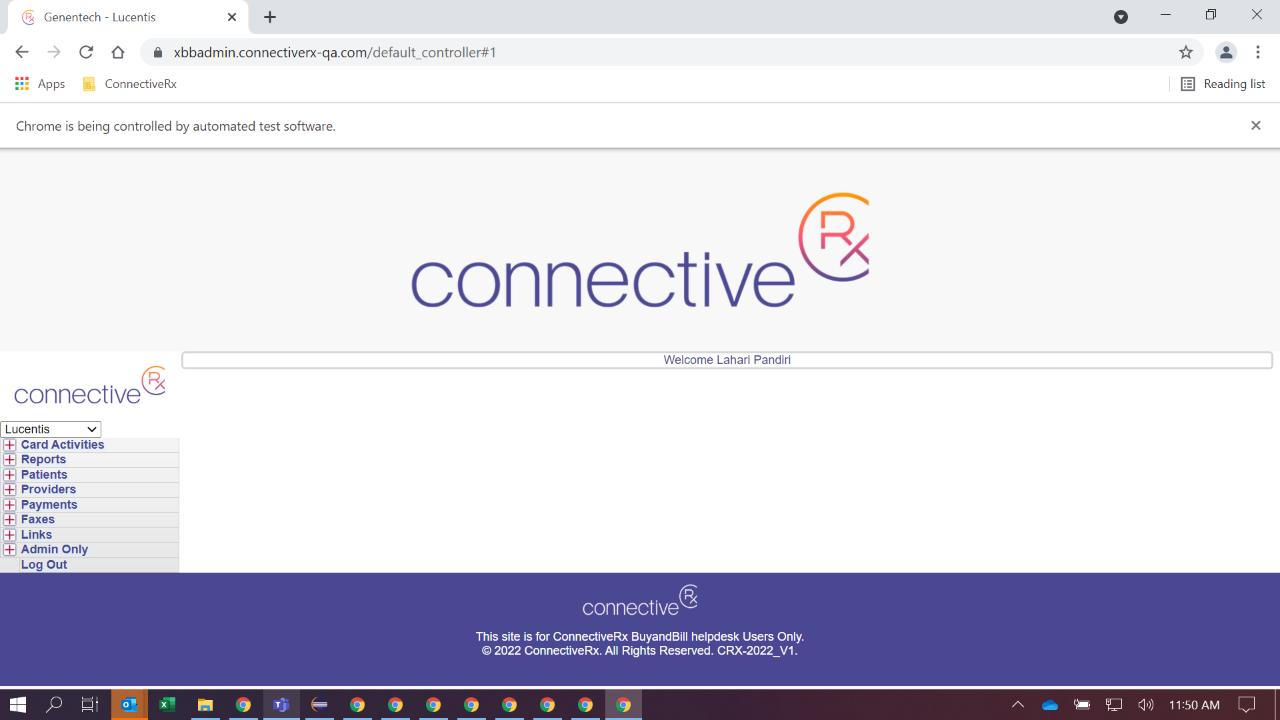 Genentech - Lucentis
xbbadmin.connectiverx-qa.com/default_controller#1
Apps
ConnectiveRx
Reading list
Chrome is being controlled by automated test software.
connective Rx
Welcome Lahari Pandiri
connective Rx
Lucentis
Card Activities
Reports
Patients
Providers
Payments
Faxes
Links
Admin Only
Log Out
connective Rx
This site is for ConnectiveRx BuyandBill helpdesk Users Only.
© 2022 ConnectiveRx. All Rights Reserved. CRX-2022_V1.
11:50 AM